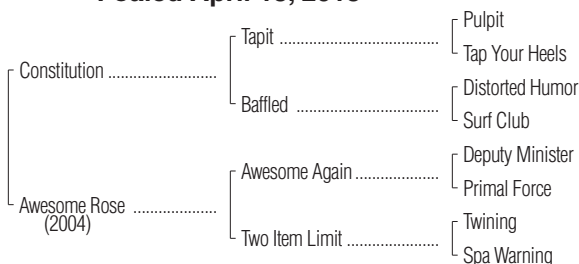 Pulpit
Tapit ........................................
Tap Your Heels
Constitution ...........................
Distorted Humor
Baffled ....................................
Surf Club
Deputy Minister
Awesome Again .....................
Primal Force
Awesome Rose .....................
(2004)
Twining
Two Item Limit .......................
Spa Warning